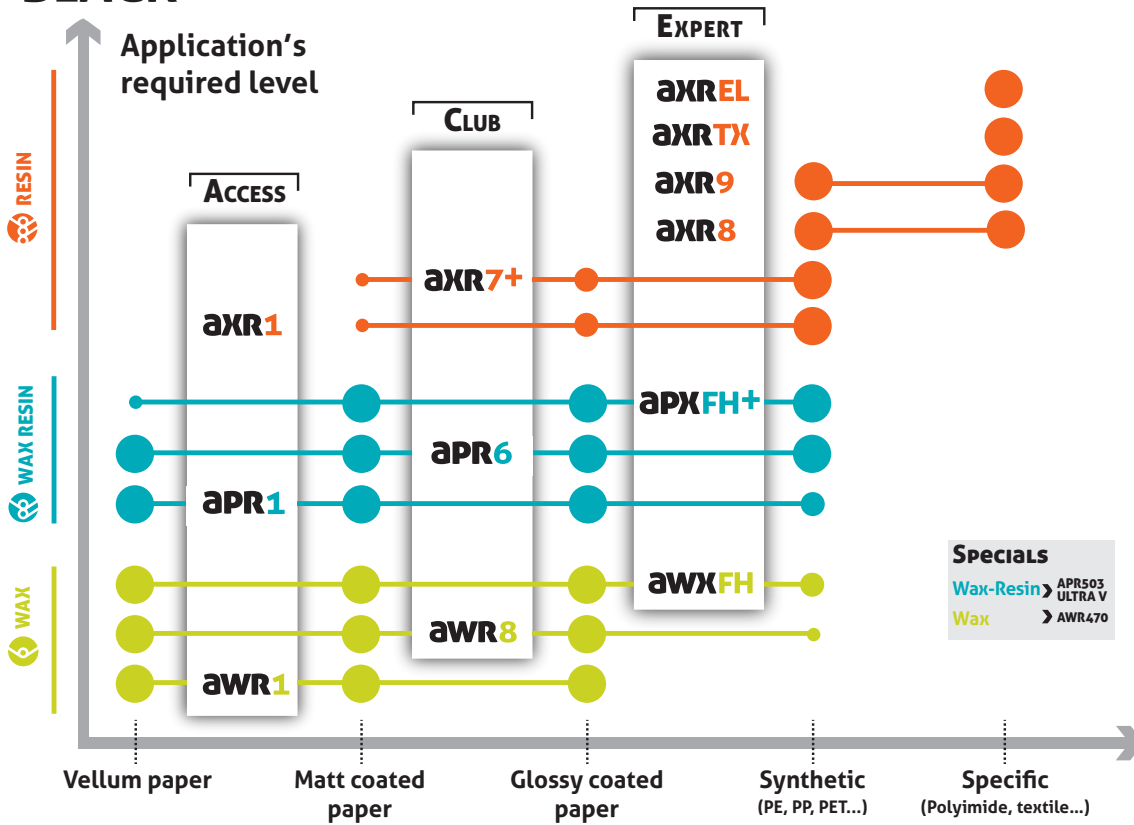 Application's
required level
EXPERT
CLUB
ACCESS
RESIN
WAX RESIN
WAX
aXREL
aXRTX
aXR9
aXR8
aXR7+
aXR1
aPXFH+
aPR6
aPR1
aWXFH
aWR8
aWR1
SPECIALS
Wax-Resin APR503
ULTRA V
Wax AWR470
Vellum paper
Matt coated
paper
Glossy coated
paper
Synthetic
(PE, PP, PET...)
Specific
(Polyimide, textile...)